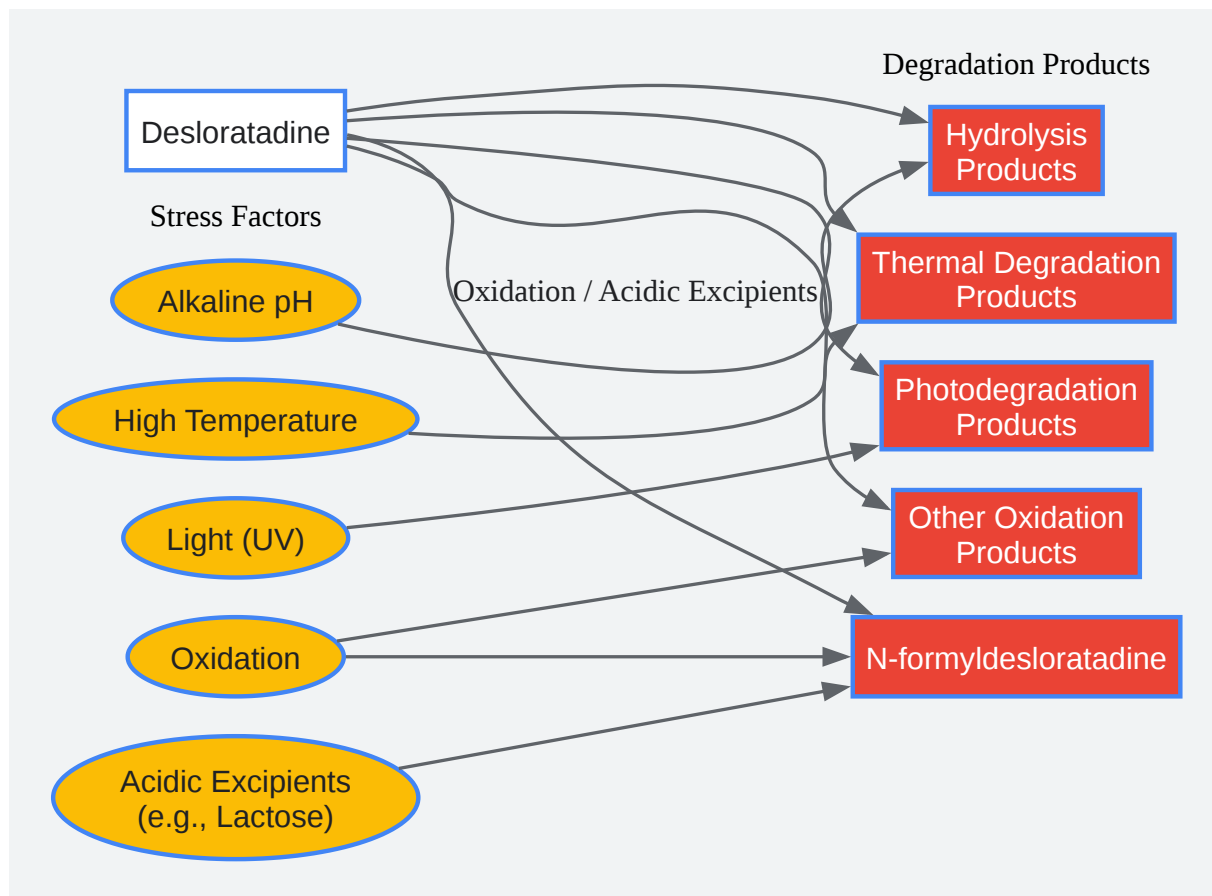 Degradation Products
Desloratadine
Hydrolysis
Products
Stress Factors
Thermal Degradation
Products
Alkaline pH
Oxidation / Acidic Excipients
High Temperature
Photodegradation
Products
Light (UV)
Other Oxidation
Products
Oxidation
N-formyldesloratadine
Acidic Excipients
(e.g., Lactose)